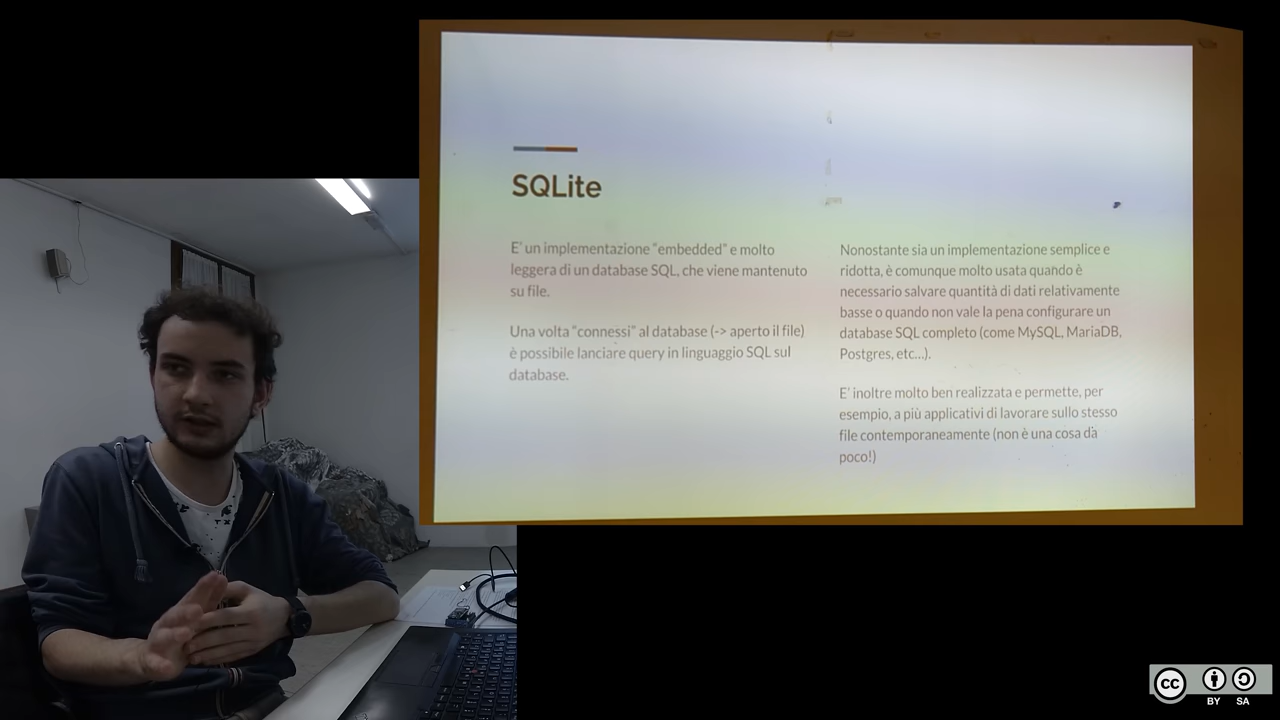 SQLite
E' un implementazione "embedded" e molto
leggera di un database SQL, che viene mantenuto
su file.
Una volta "connessi" al database (-> aperto il file)
è possibile lanciare query in linguaggio SQL sul
database.
Nonostante sia un implementazione semplice e
ridotta, è comunque molto usata quando è
necessario salvare quantità di dati relativamente
basse o quando non vale la pena configurare un
database SQL completo (come MySQL, MariaDB,
Postgres, etc...).
E' inoltre molto ben realizzata e permette, per
esempio, a più applicativi di lavorare sullo stesso
file contemporaneamente (non è una cosa da
poco!)
cc
BY SA